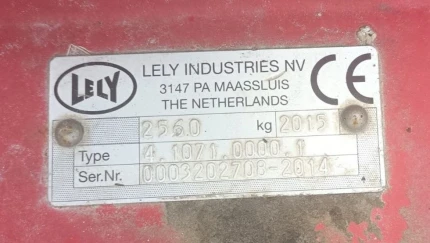 LELY
LELY INDUSTRIES NV
3147 PA MAASSLUIS
THE NETHERLANDS
CE
2560 kg 2015
Type 4.1071.0000.1
Ser.Nr. 0003202706-2014